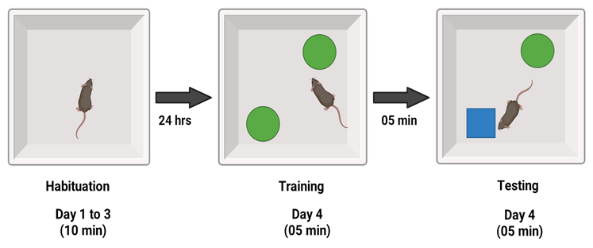 24 hrs
05 min
Habituation
Training
Testing
Day 1 to 3
(10 min)
Day 4
(05 min)
Day 4
(05 min)